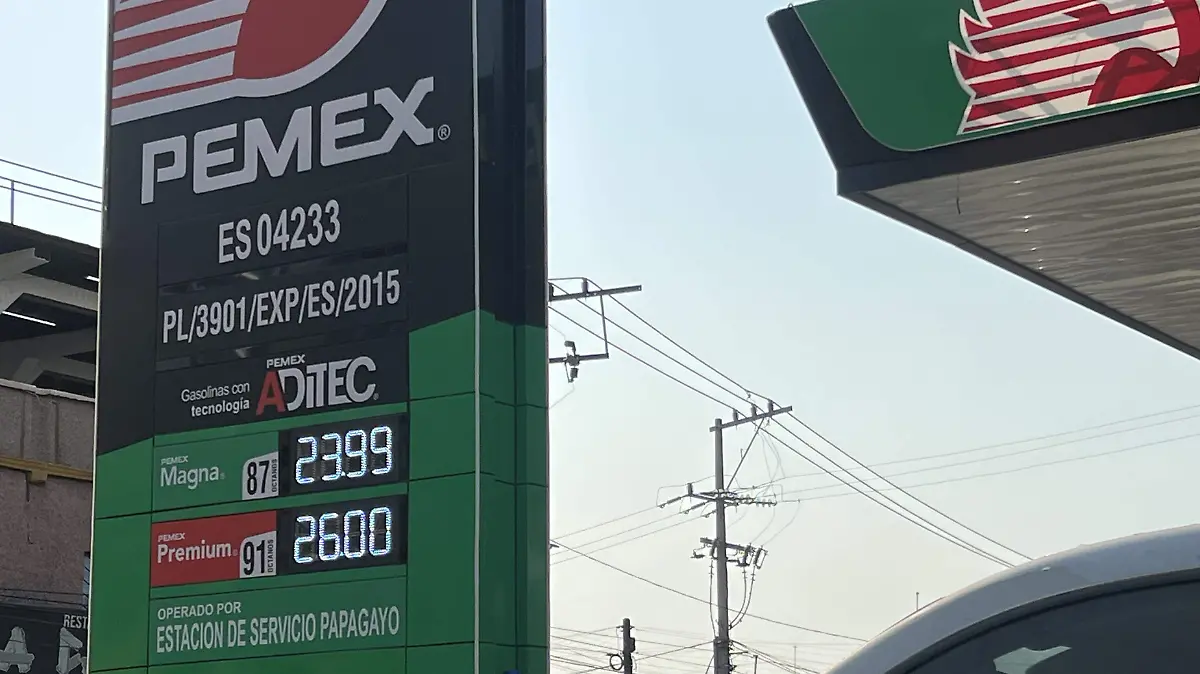 PEMEX®
ES 04233
PL/3901/EXP/ES/2015
Gasolinas con
tecnología
PEMEX
ADITEC®
PEMEX
Magna®
87
OCTANOS
23.99
PEMEX
Premium®
91
OCTANOS
26.00
OPERADO POR
ESTACION DE SERVICIO PAPAGAYO
REST